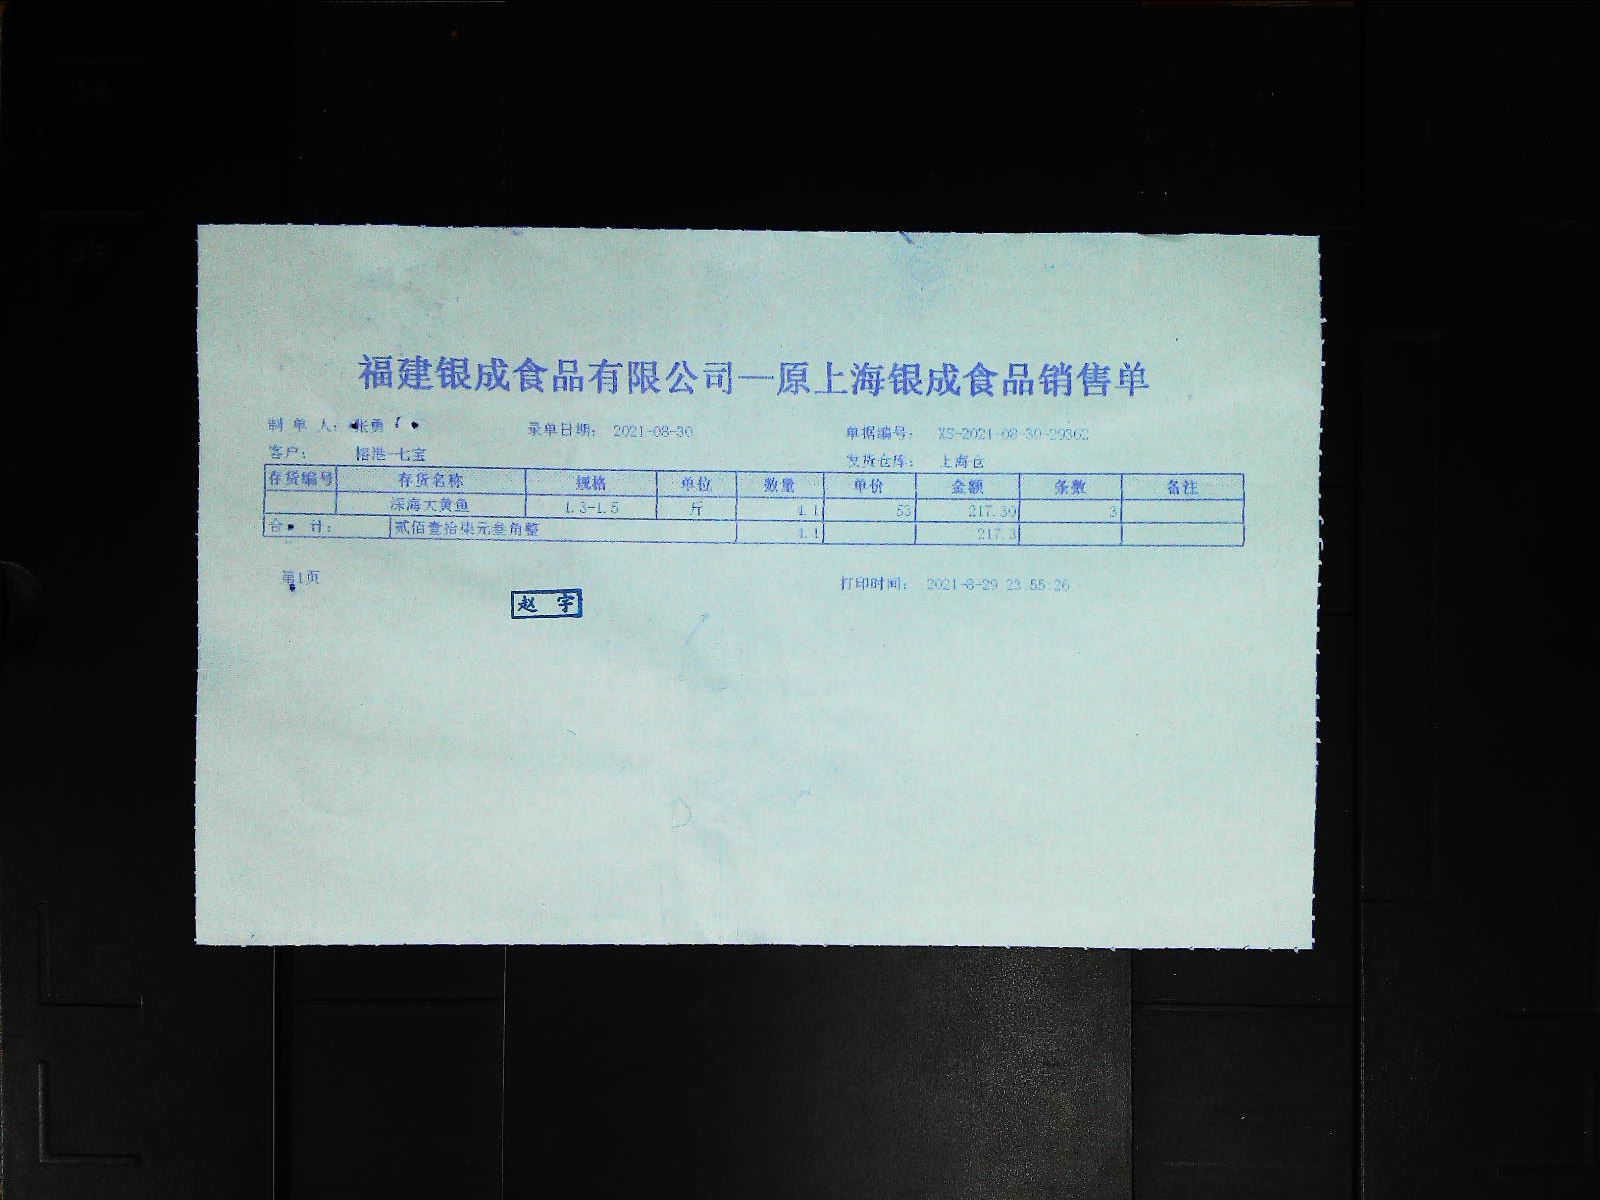 福建银成食品有限公司—原上海银成食品销售单
制 单 人: 张勇 录单日期: 2021-08-30 单据编号: XS-2021-08-30-29362
客户: 榕港-七宝 发货仓库: 上海仓
存货编号 存货名称 规格 单位 数量 单价 金额 条数 备注
深海大黄鱼 1.3-1.5 斤 4.1 53 217.30 3
合 计: 贰佰壹拾柒元叁角整 4.1 217.3
第1页 打印时间: 2021-8-29 23:55:26
赵 宇